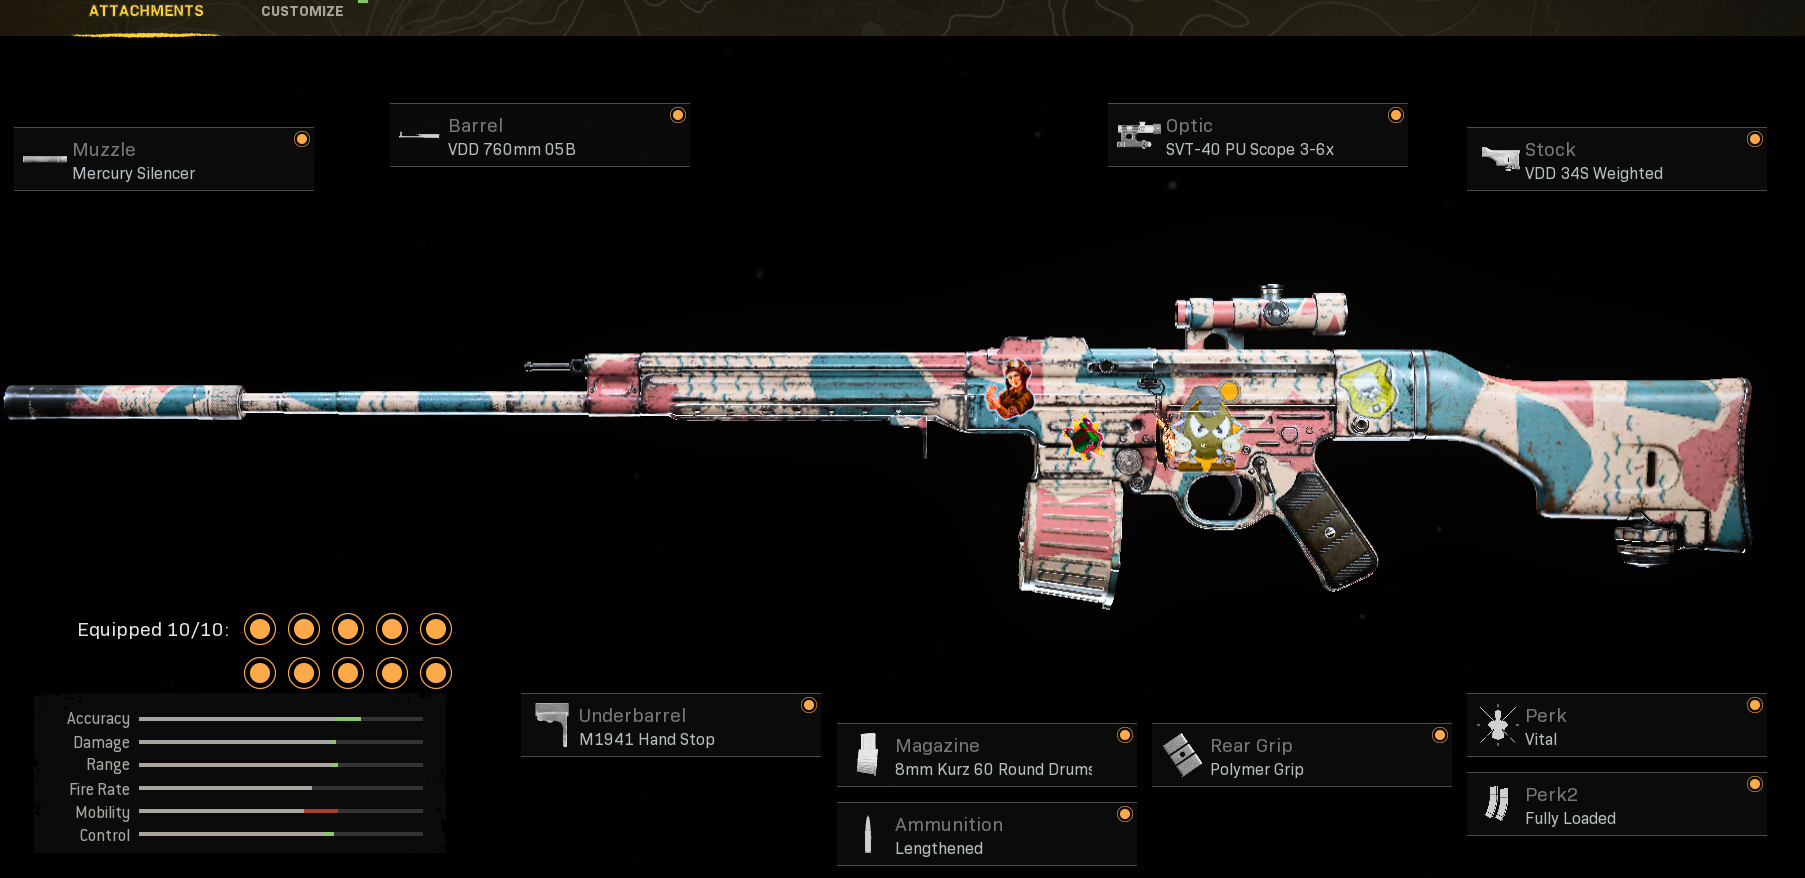 ATTACHMENTS
CUSTOMIZE
Muzzle
Mercury Silencer
Barrel
VDD 760mm 05B
Optic
SVT-40 PU Scope 3-6x
Stock
VDD 34S Weighted
Equipped 10/10:
Accuracy
Damage
Range
Fire Rate
Mobility
Control
Underbarrel
M1941 Hand Stop
Magazine
8mm Kurz 60 Round Drums
Ammunition
Lengthened
Rear Grip
Polymer Grip
Perk
Vital
Perk2
Fully Loaded